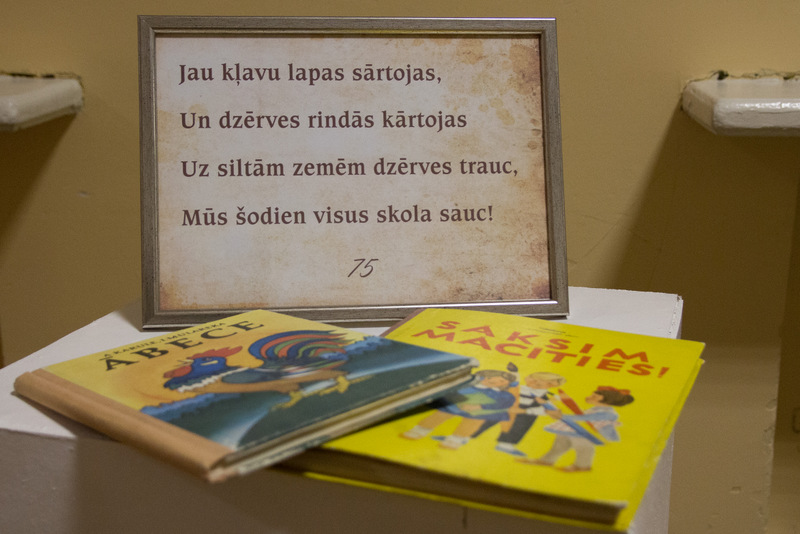 Jau kļavu lapas sārtojas,
Un dzērves rindās kārtojas
Uz siltām zemēm dzērves trauc,
Mūs šodien visus skola sauc!
75
ĀBECE
SĀKSIM
MĀCĪTIES!